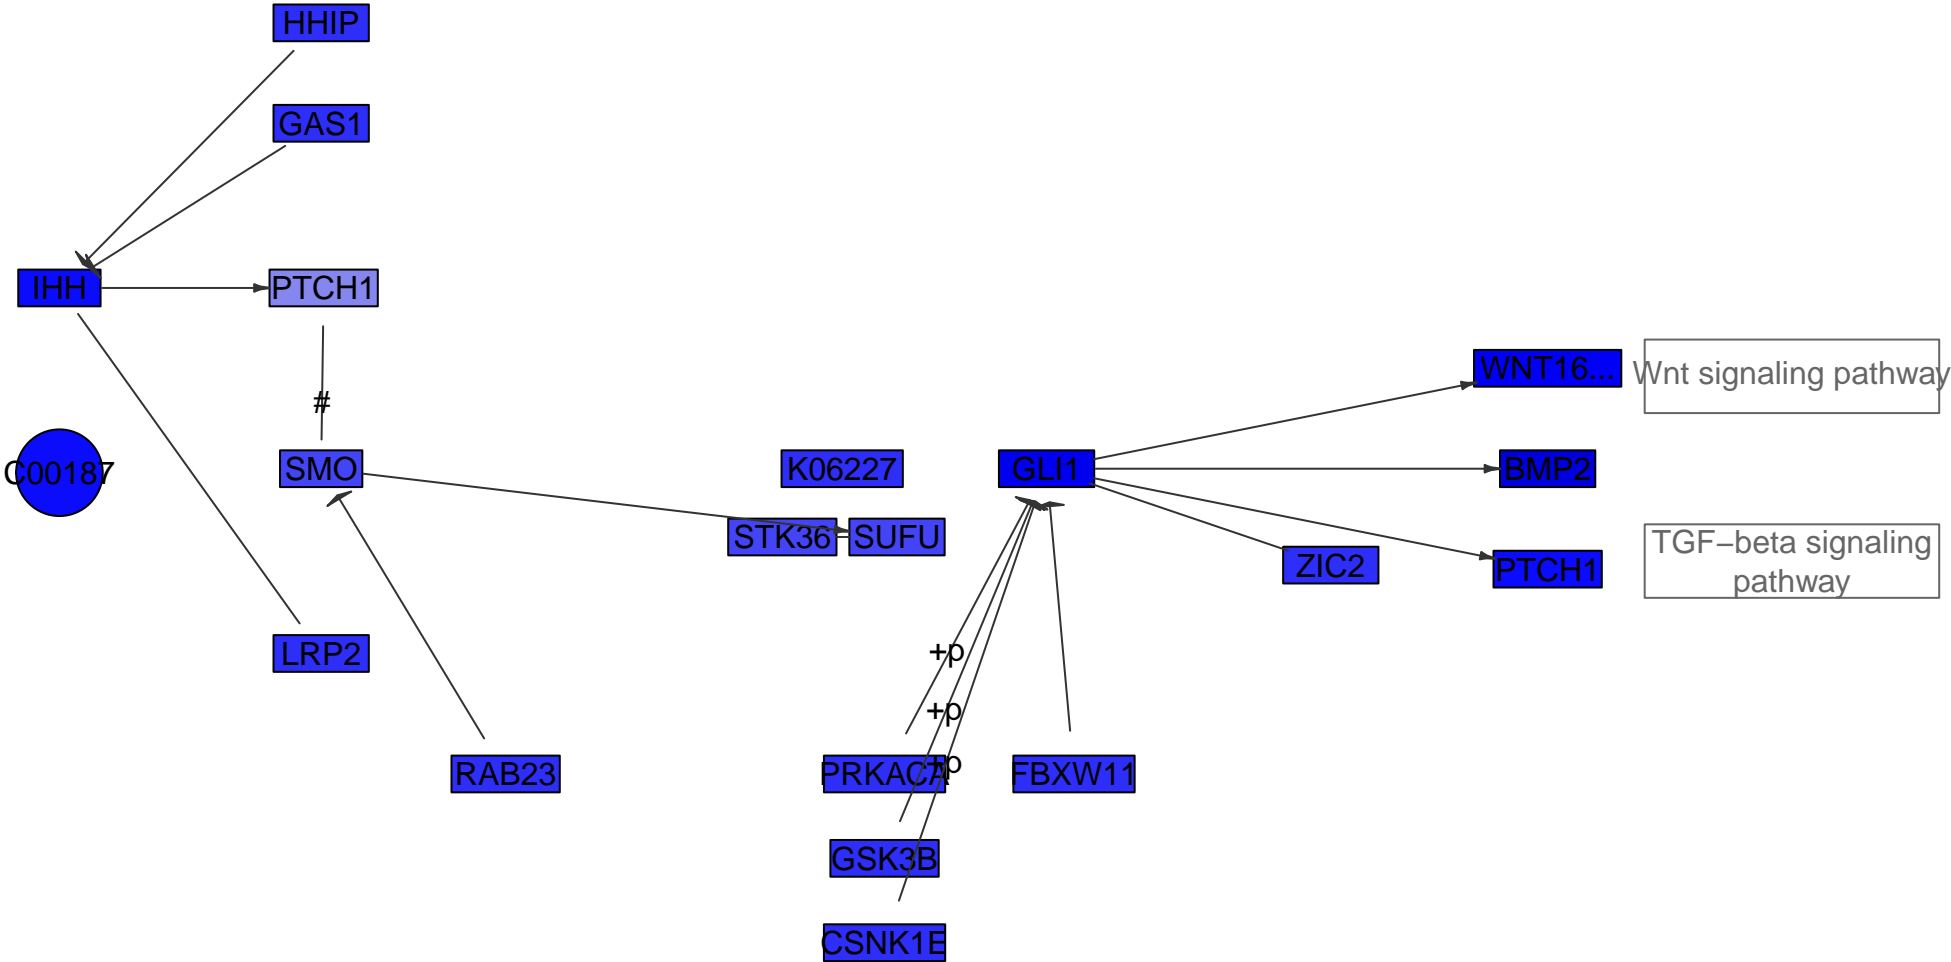 HHIP
GAS1
IHH
PTCH1
#
WNT16...
Wnt signaling pathway
C00187
SMO
K06227
GLI1
BMP2
STK36
SUFU
ZIC2
PTCH1
TGF−beta signaling
pathway
LRP2
+p
+p
+p
RAB23
PRKACA
FBXW11
GSK3B
CSNK1E